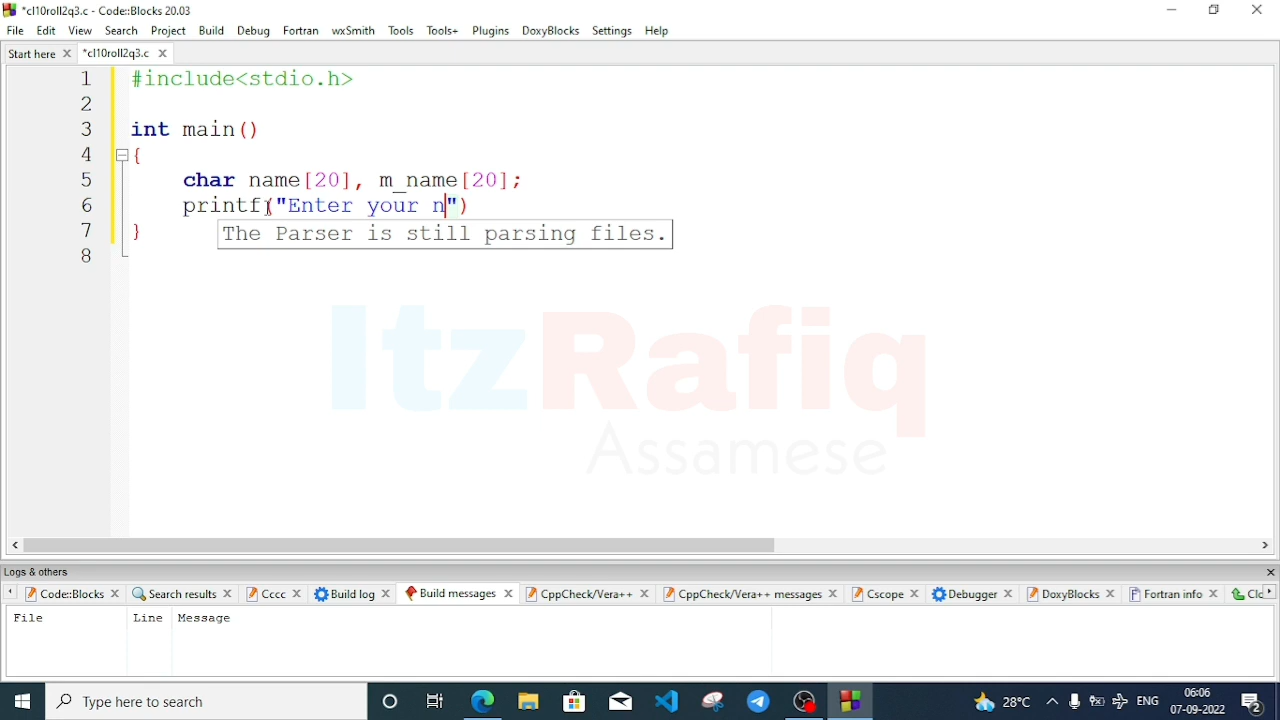 *cl10roll2q3.c - Code::Blocks 20.03
File Edit View Search Project Build Debug Fortran wxSmith Tools Tools+ Plugins DoxyBlocks Settings Help
Start here *cl10roll2q3.c
1 #include<stdio.h>
2
3 int main()
4 {
5 char name[20], m_name[20];
6 printf("Enter your n")
7 }
The Parser is still parsing files.
8
ItzRafiq
Assamese
Logs & others
Code::Blocks Search results Cccc Build log Build messages CppCheck/Vera++ CppCheck/Vera++ messages Cscope Debugger DoxyBlocks Fortran info Clo
File Line Message
Type here to search 28°C ENG 06:06
07-09-2022 2